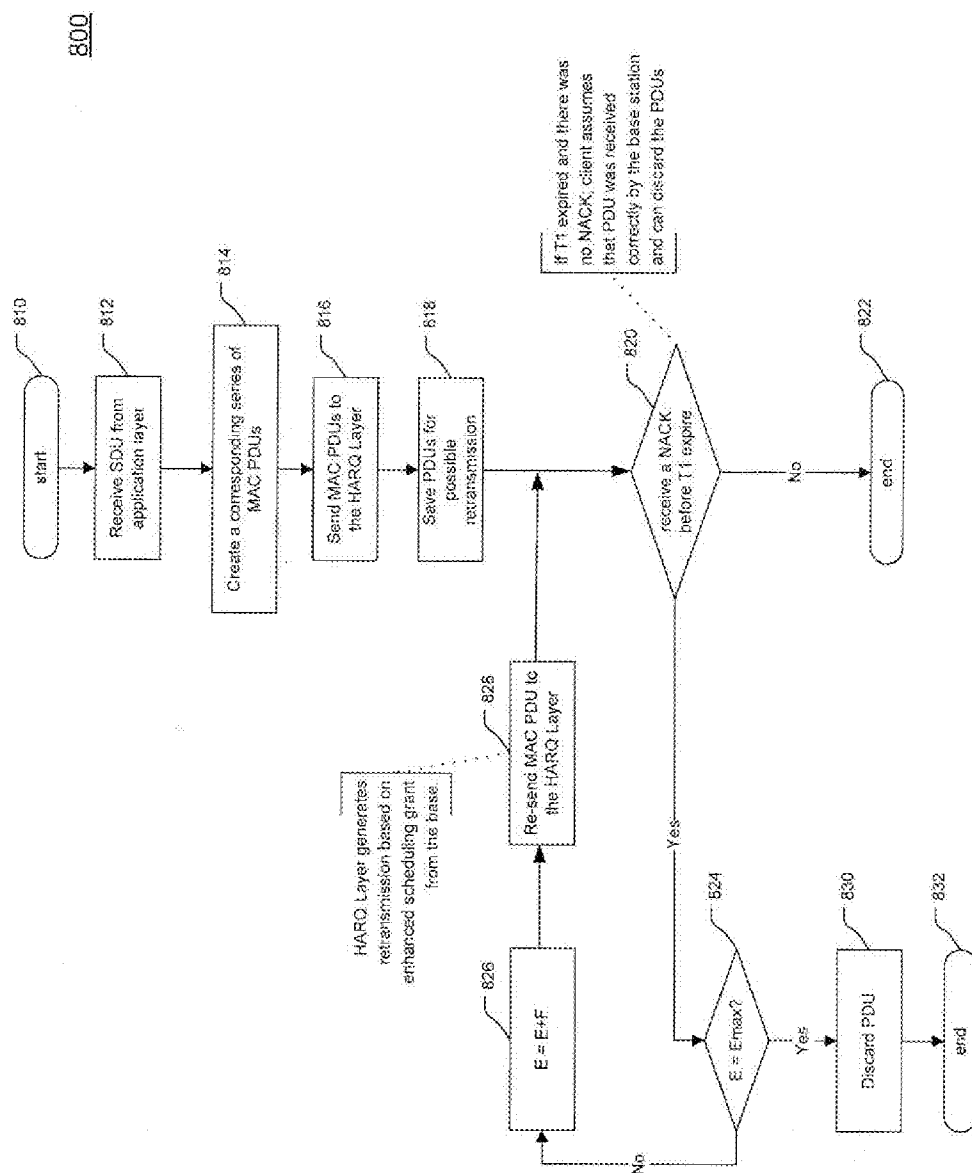 800
start
810
Receive SDU from
application layer
812
Create a corresponding series of
MAC PDUs
814
Send MAC PDUs to
the HARQ Layer
816
Save PDUs for
possible
retransmission
818
receive a NACK
before T1 expire
820
If T1 expired and there was
no NACK; client assumes
that PDU was received
correctly by the base station
and can discard the PDUs
No
end
822
Yes
E = Emax?
824
No
E = E+F
826
HARQ Layer generates
retransmission based on
enhanced scheduling grant
from the base.
Re-send MAC PDU to
the HARQ Layer
828
Yes
Discard PDU
830
end
832